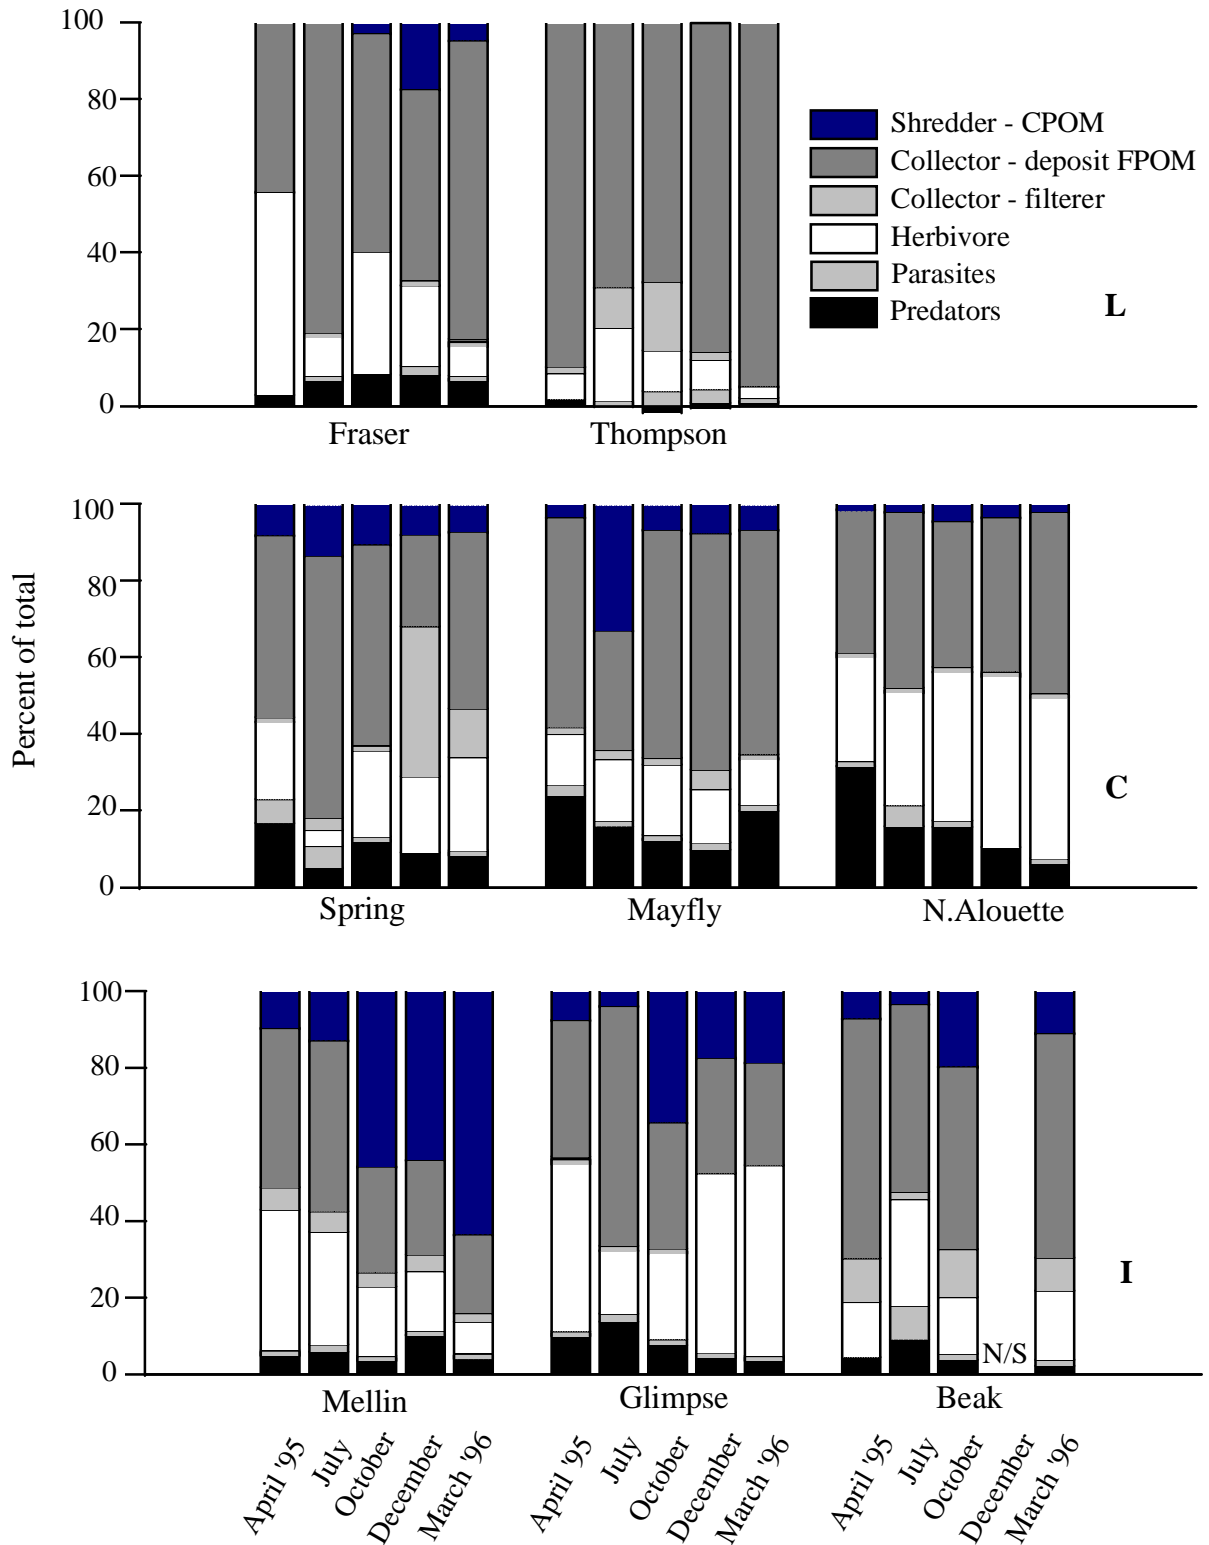 100
80
60
40
20
0
Shredder - CPOM
Collector - deposit FPOM
Collector - filterer
Herbivore
Parasites
Predators
L
Fraser
Thompson
Percent of total
100
80
60
40
20
0
C
Spring
Mayfly
N.Alouette
100
80
60
40
20
0
N/S
I
Mellin
Glimpse
Beak
April '95
July
October
December
March '96
April '95
July
October
December
March '96
April '95
July
October
December
March '96